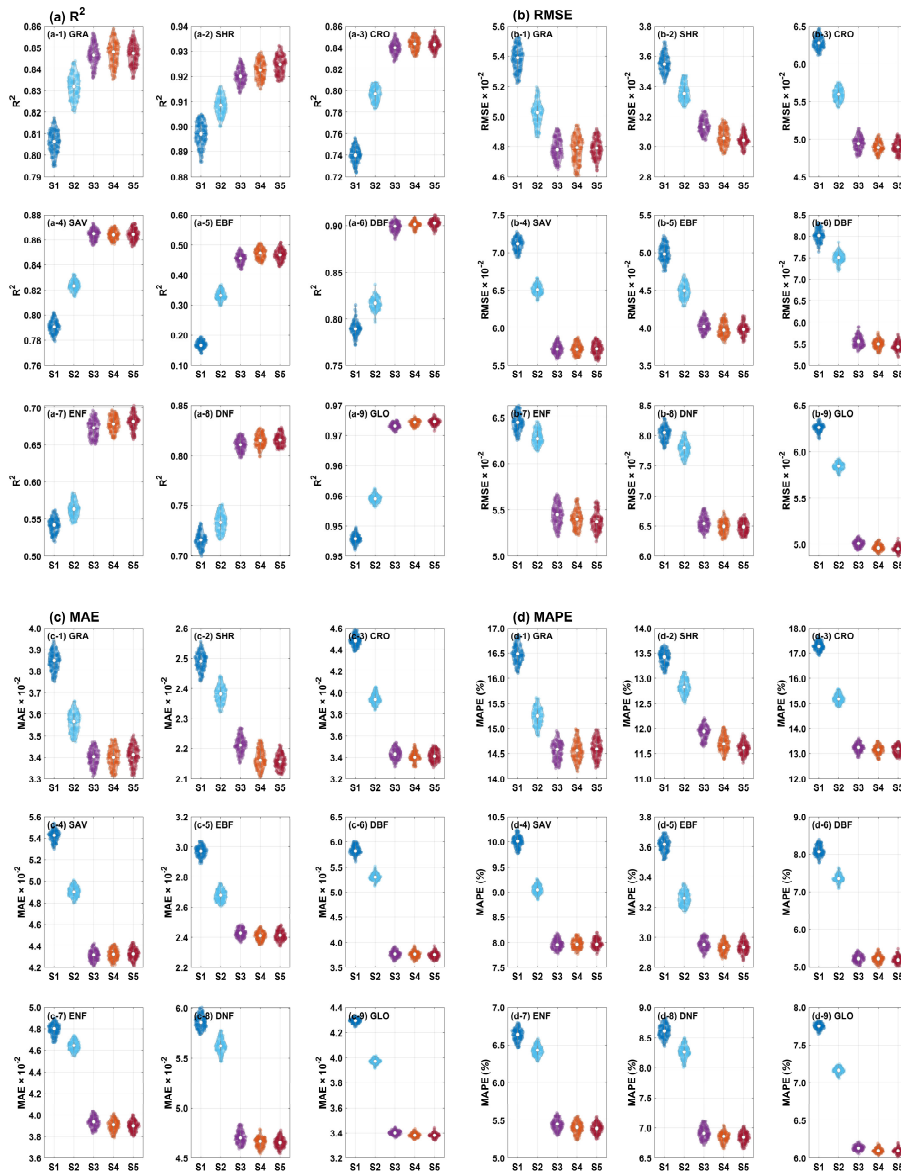 (a) R²
(a-1) GRA
0.86
0.85
0.84
0.83
0.82
0.81
0.80
0.79
R²
S1 S2 S3 S4 S5
(a-2) SHR
0.94
0.93
0.92
0.91
0.90
0.89
0.88
R²
S1 S2 S3 S4 S5
(a-3) CRO
0.86
0.84
0.82
0.80
0.78
0.76
0.74
0.72
R²
S1 S2 S3 S4 S5
(a-4) SAV
0.88
0.86
0.84
0.82
0.80
0.78
0.76
R²
S1 S2 S3 S4 S5
(a-5) EBF
0.60
0.50
0.40
0.30
0.20
0.10
R²
S1 S2 S3 S4 S5
(a-6) DBF
0.90
0.85
0.80
0.75
R²
S1 S2 S3 S4 S5
(a-7) ENF
0.70
0.65
0.60
0.55
0.50
R²
S1 S2 S3 S4 S5
(a-8) DNF
0.85
0.80
0.75
0.70
R²
S1 S2 S3 S4 S5
(a-9) GLO
0.97
0.97
0.96
0.96
0.95
0.95
R²
S1 S2 S3 S4 S5
(b) RMSE
(b-1) GRA
5.6
5.4
5.2
5.0
4.8
4.6
RMSE × 10⁻²
S1 S2 S3 S4 S5
(b-2) SHR
3.8
3.6
3.4
3.2
3.0
2.8
RMSE × 10⁻²
S1 S2 S3 S4 S5
(b-3) CRO
6.5
6.0
5.5
5.0
4.5
RMSE × 10⁻²
S1 S2 S3 S4 S5
(b-4) SAV
7.5
7.0
6.5
6.0
5.5
RMSE × 10⁻²
S1 S2 S3 S4 S5
(b-5) EBF
5.5
5.0
4.5
4.0
3.5
RMSE × 10⁻²
S1 S2 S3 S4 S5
(b-6) DBF
8.5
8.0
7.5
7.0
6.5
6.0
5.5
5.0
RMSE × 10⁻²
S1 S2 S3 S4 S5
(b-7) ENF
6.5
6.0
5.5
5.0
RMSE × 10⁻²
S1 S2 S3 S4 S5
(b-8) DNF
8.5
8.0
7.5
7.0
6.5
6.0
RMSE × 10⁻²
S1 S2 S3 S4 S5
(b-9) GLO
6.5
6.0
5.5
5.0
RMSE × 10⁻²
S1 S2 S3 S4 S5
(c) MAE
(c-1) GRA
4.0
3.9
3.8
3.7
3.6
3.5
3.4
3.3
MAE × 10⁻²
S1 S2 S3 S4 S5
(c-2) SHR
2.6
2.5
2.4
2.3
2.2
2.1
MAE × 10⁻²
S1 S2 S3 S4 S5
(c-3) CRO
4.6
4.4
4.2
4.0
3.8
3.6
3.4
3.2
MAE × 10⁻²
S1 S2 S3 S4 S5
(c-4) SAV
5.6
5.4
5.2
5.0
4.8
4.6
4.4
4.2
MAE × 10⁻²
S1 S2 S3 S4 S5
(c-5) EBF
3.2
3.0
2.8
2.6
2.4
2.2
MAE × 10⁻²
S1 S2 S3 S4 S5
(c-6) DBF
6.5
6.0
5.5
5.0
4.5
4.0
3.5
MAE × 10⁻²
S1 S2 S3 S4 S5
(c-7) ENF
5.0
4.8
4.6
4.4
4.2
4.0
3.8
3.6
MAE × 10⁻²
S1 S2 S3 S4 S5
(c-8) DNF
6.0
5.5
5.0
4.5
MAE × 10⁻²
S1 S2 S3 S4 S5
(c-9) GLO
4.4
4.2
4.0
3.8
3.6
3.4
3.2
MAE × 10⁻²
S1 S2 S3 S4 S5
(d) MAPE
(d-1) GRA
17.0
16.5
16.0
15.5
15.0
14.5
14.0
MAPE (%)
S1 S2 S3 S4 S5
(d-2) SHR
14.0
13.5
13.0
12.5
12.0
11.5
11.0
MAPE (%)
S1 S2 S3 S4 S5
(d-3) CRO
18.0
17.0
16.0
15.0
14.0
13.0
12.0
MAPE (%)
S1 S2 S3 S4 S5
(d-4) SAV
10.5
10.0
9.5
9.0
8.5
8.0
7.5
MAPE (%)
S1 S2 S3 S4 S5
(d-5) EBF
3.8
3.6
3.4
3.2
3.0
2.8
MAPE (%)
S1 S2 S3 S4 S5
(d-6) DBF
9.0
8.0
7.0
6.0
5.0
MAPE (%)
S1 S2 S3 S4 S5
(d-7) ENF
7.0
6.5
6.0
5.5
5.0
MAPE (%)
S1 S2 S3 S4 S5
(d-8) DNF
9.0
8.5
8.0
7.5
7.0
6.5
MAPE (%)
S1 S2 S3 S4 S5
(d-9) GLO
8.0
7.5
7.0
6.5
6.0
MAPE (%)
S1 S2 S3 S4 S5